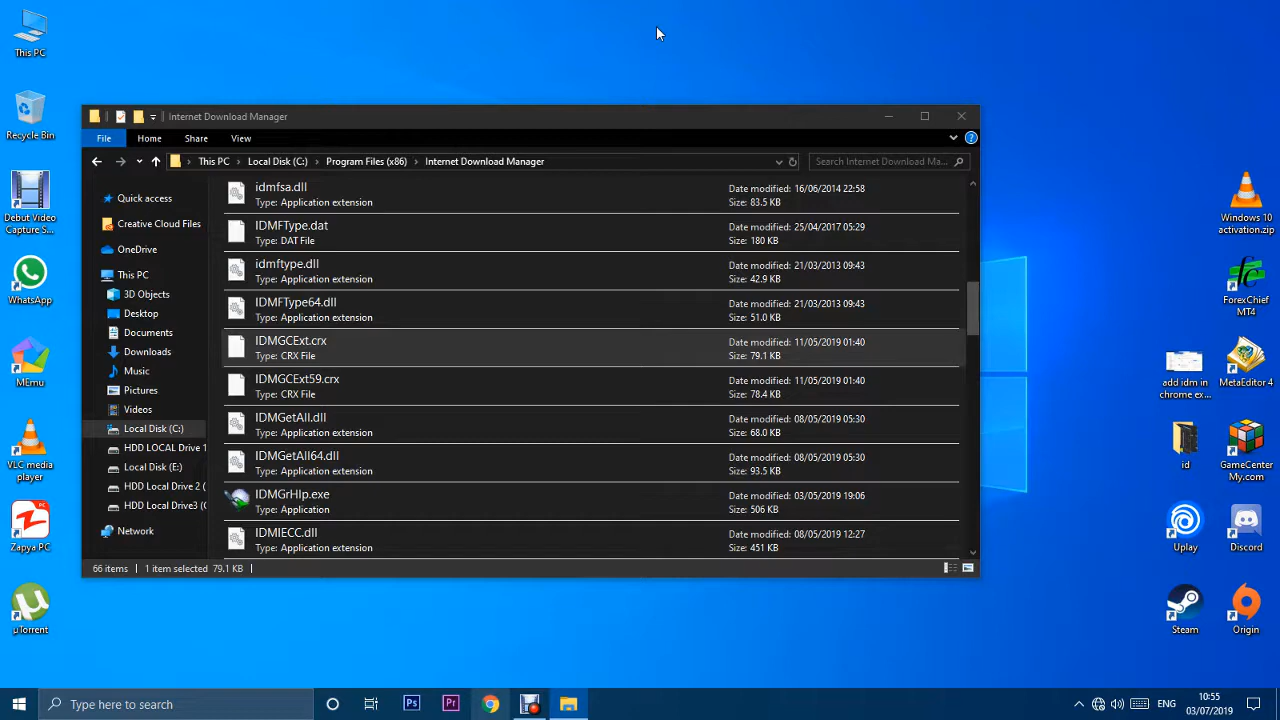 This PC
Recycle Bin
Debut Video
Capture S...
WhatsApp
MEmu
VLC media
player
Zapya PC
µTorrent
Internet Download Manager
File Home Share View
This PC > Local Disk (C:) > Program Files (x86) > Internet Download Manager
Search Internet Download Ma...
Quick access
Creative Cloud Files
OneDrive
This PC
3D Objects
Desktop
Documents
Downloads
Music
Pictures
Videos
Local Disk (C:)
HDD LOCAL Drive 1
Local Disk (E:)
HDD Local Drive 2 (
HDD Local Drive3 (
Network
idmfsa.dll Date modified: 16/06/2014 22:58
Type: Application extension Size: 83.5 KB
IDMFType.dat Date modified: 25/04/2017 05:29
Type: DAT File Size: 180 KB
idmftype.dll Date modified: 21/03/2013 09:43
Type: Application extension Size: 42.9 KB
IDMFType64.dll Date modified: 21/03/2013 09:43
Type: Application extension Size: 51.0 KB
IDMGCExt.crx Date modified: 11/05/2019 01:40
Type: CRX File Size: 79.1 KB
IDMGCExt59.crx Date modified: 11/05/2019 01:40
Type: CRX File Size: 78.4 KB
IDMGetAll.dll Date modified: 08/05/2019 05:30
Type: Application extension Size: 68.0 KB
IDMGetAll64.dll Date modified: 08/05/2019 05:30
Type: Application extension Size: 93.5 KB
IDMGrHlp.exe Date modified: 03/05/2019 19:06
Type: Application Size: 506 KB
IDMIECC.dll Date modified: 08/05/2019 12:27
Type: Application extension Size: 451 KB
66 items 1 item selected 79.1 KB
Windows 10
activation.zip
ForexChief
MT4
add idm in
chrome ex...
MetaEditor 4
id
GameCenter
My.com
Uplay
Discord
Steam
Origin
Type here to search
Ps
Pr
ENG
10:55
03/07/2019